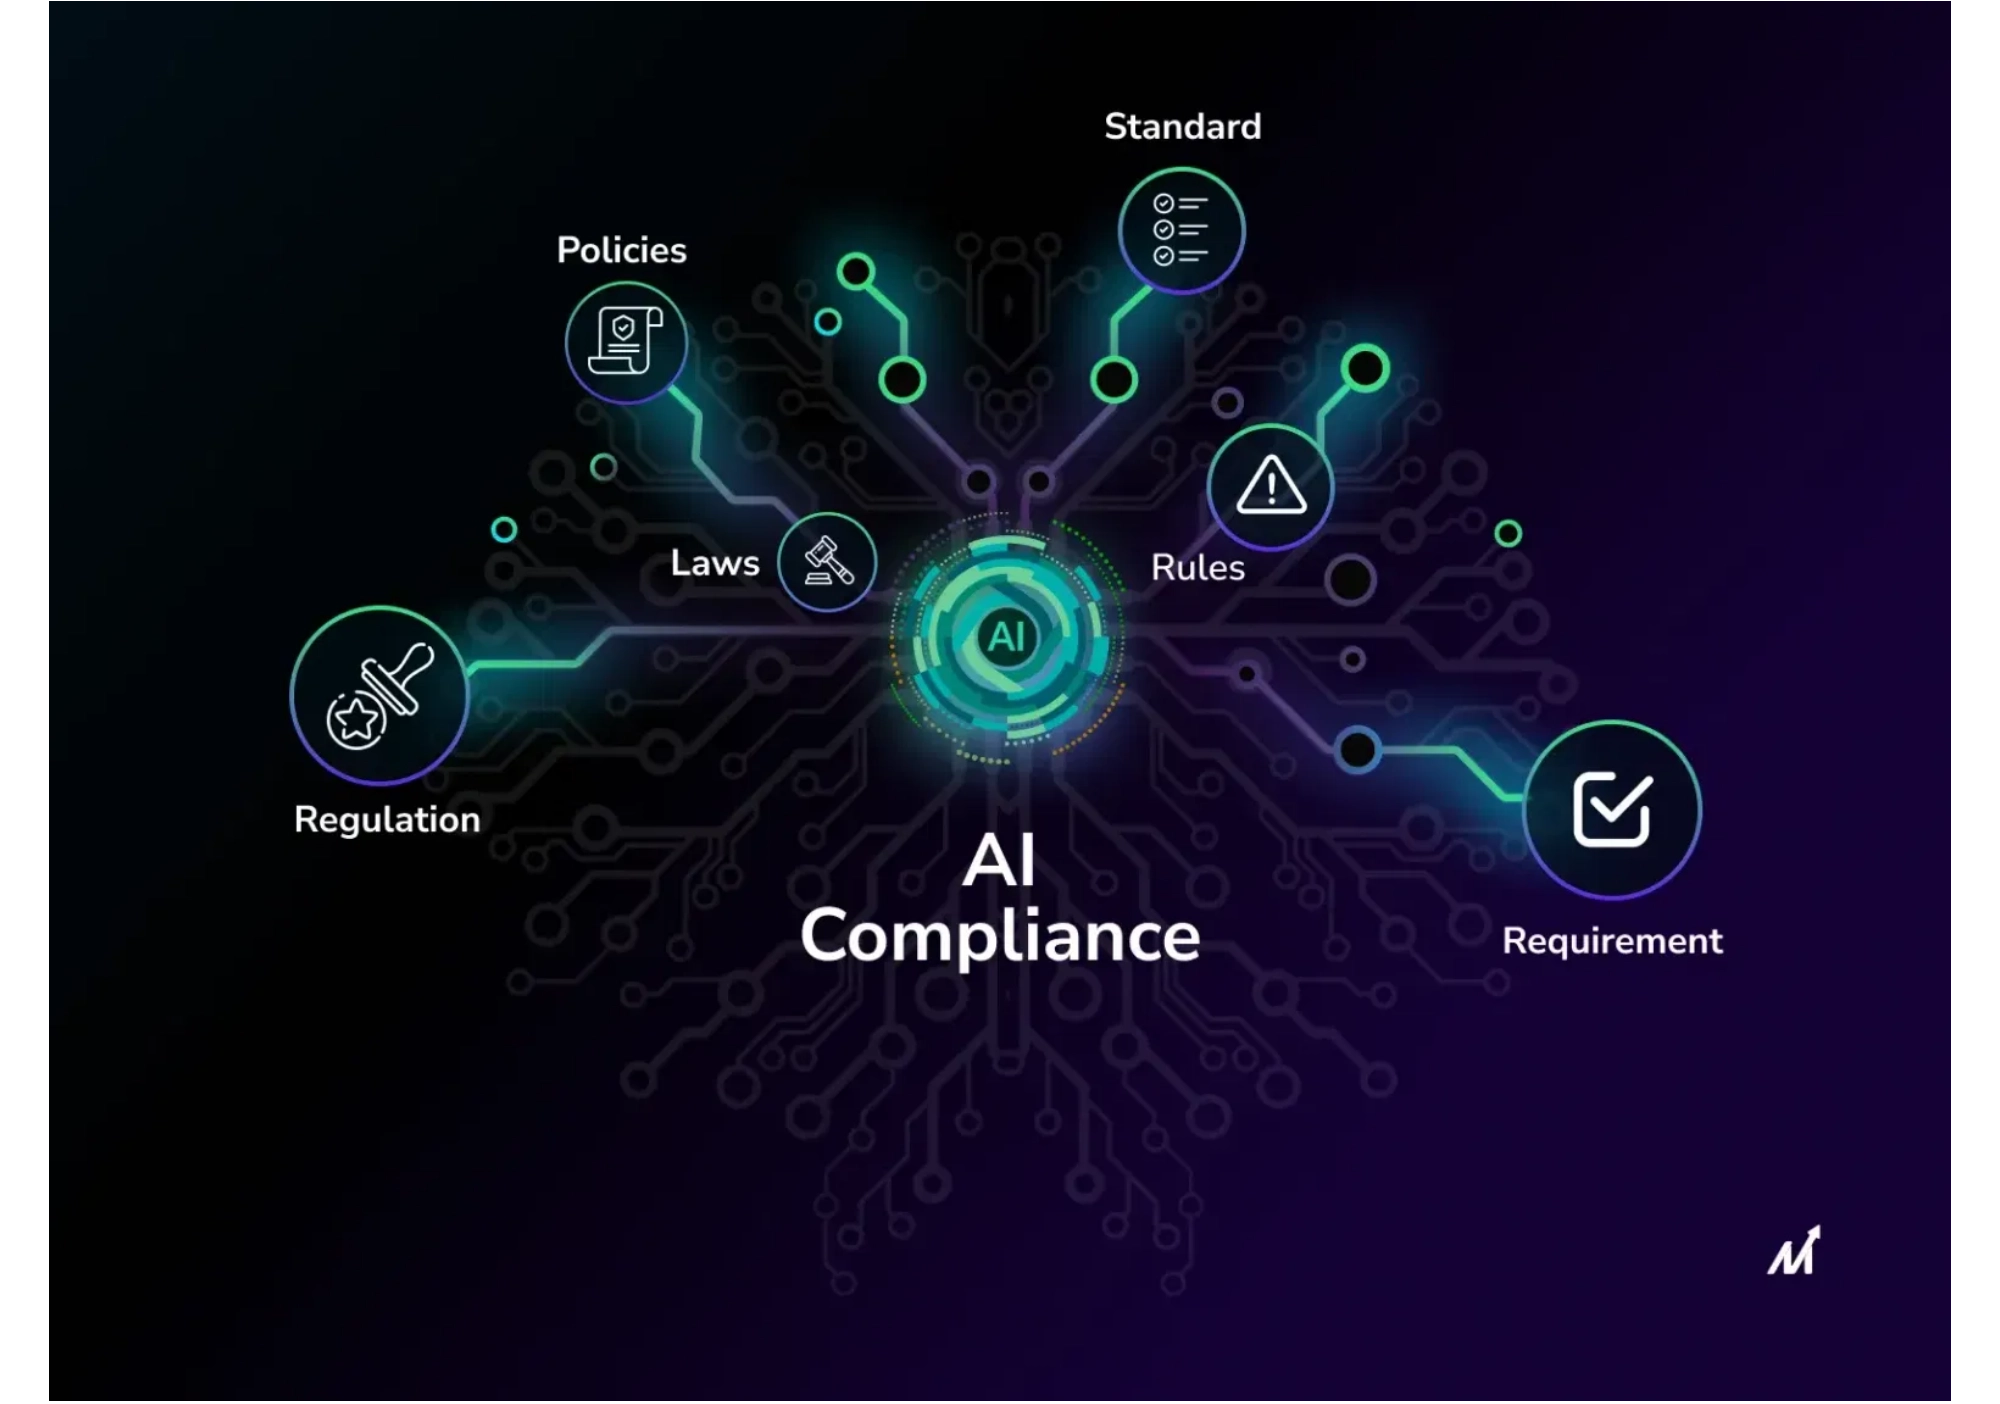 Standard
Policies
Laws
AI
Rules
Regulation
AI
Compliance
Requirement